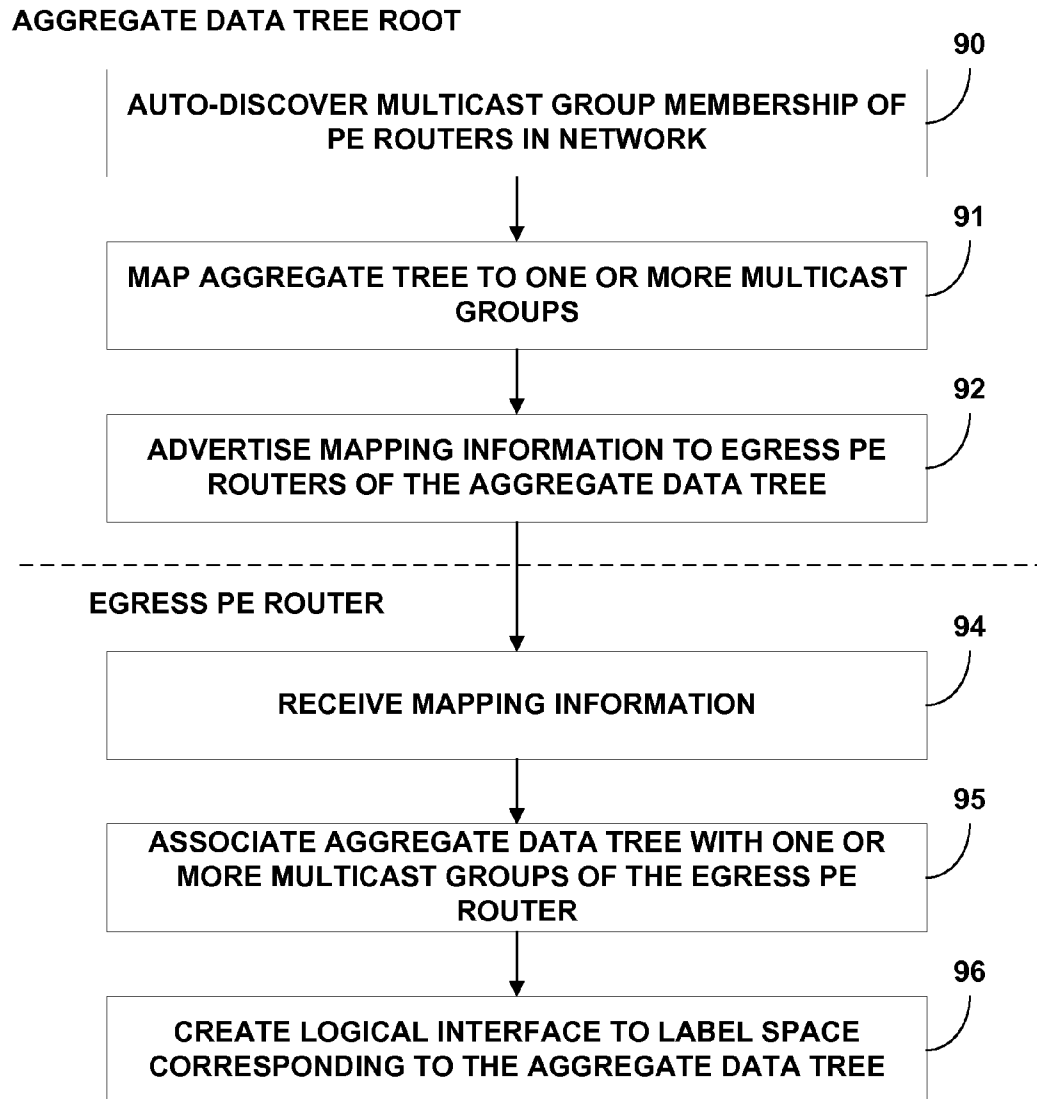 AGGREGATE DATA TREE ROOT
90
AUTO-DISCOVER MULTICAST GROUP MEMBERSHIP OF
PE ROUTERS IN NETWORK
91
MAP AGGREGATE TREE TO ONE OR MORE MULTICAST
GROUPS
92
ADVERTISE MAPPING INFORMATION TO EGRESS PE
ROUTERS OF THE AGGREGATE DATA TREE
EGRESS PE ROUTER
94
RECEIVE MAPPING INFORMATION
95
ASSOCIATE AGGREGATE DATA TREE WITH ONE OR
MORE MULTICAST GROUPS OF THE EGRESS PE
ROUTER
96
CREATE LOGICAL INTERFACE TO LABEL SPACE
CORRESPONDING TO THE AGGREGATE DATA TREE